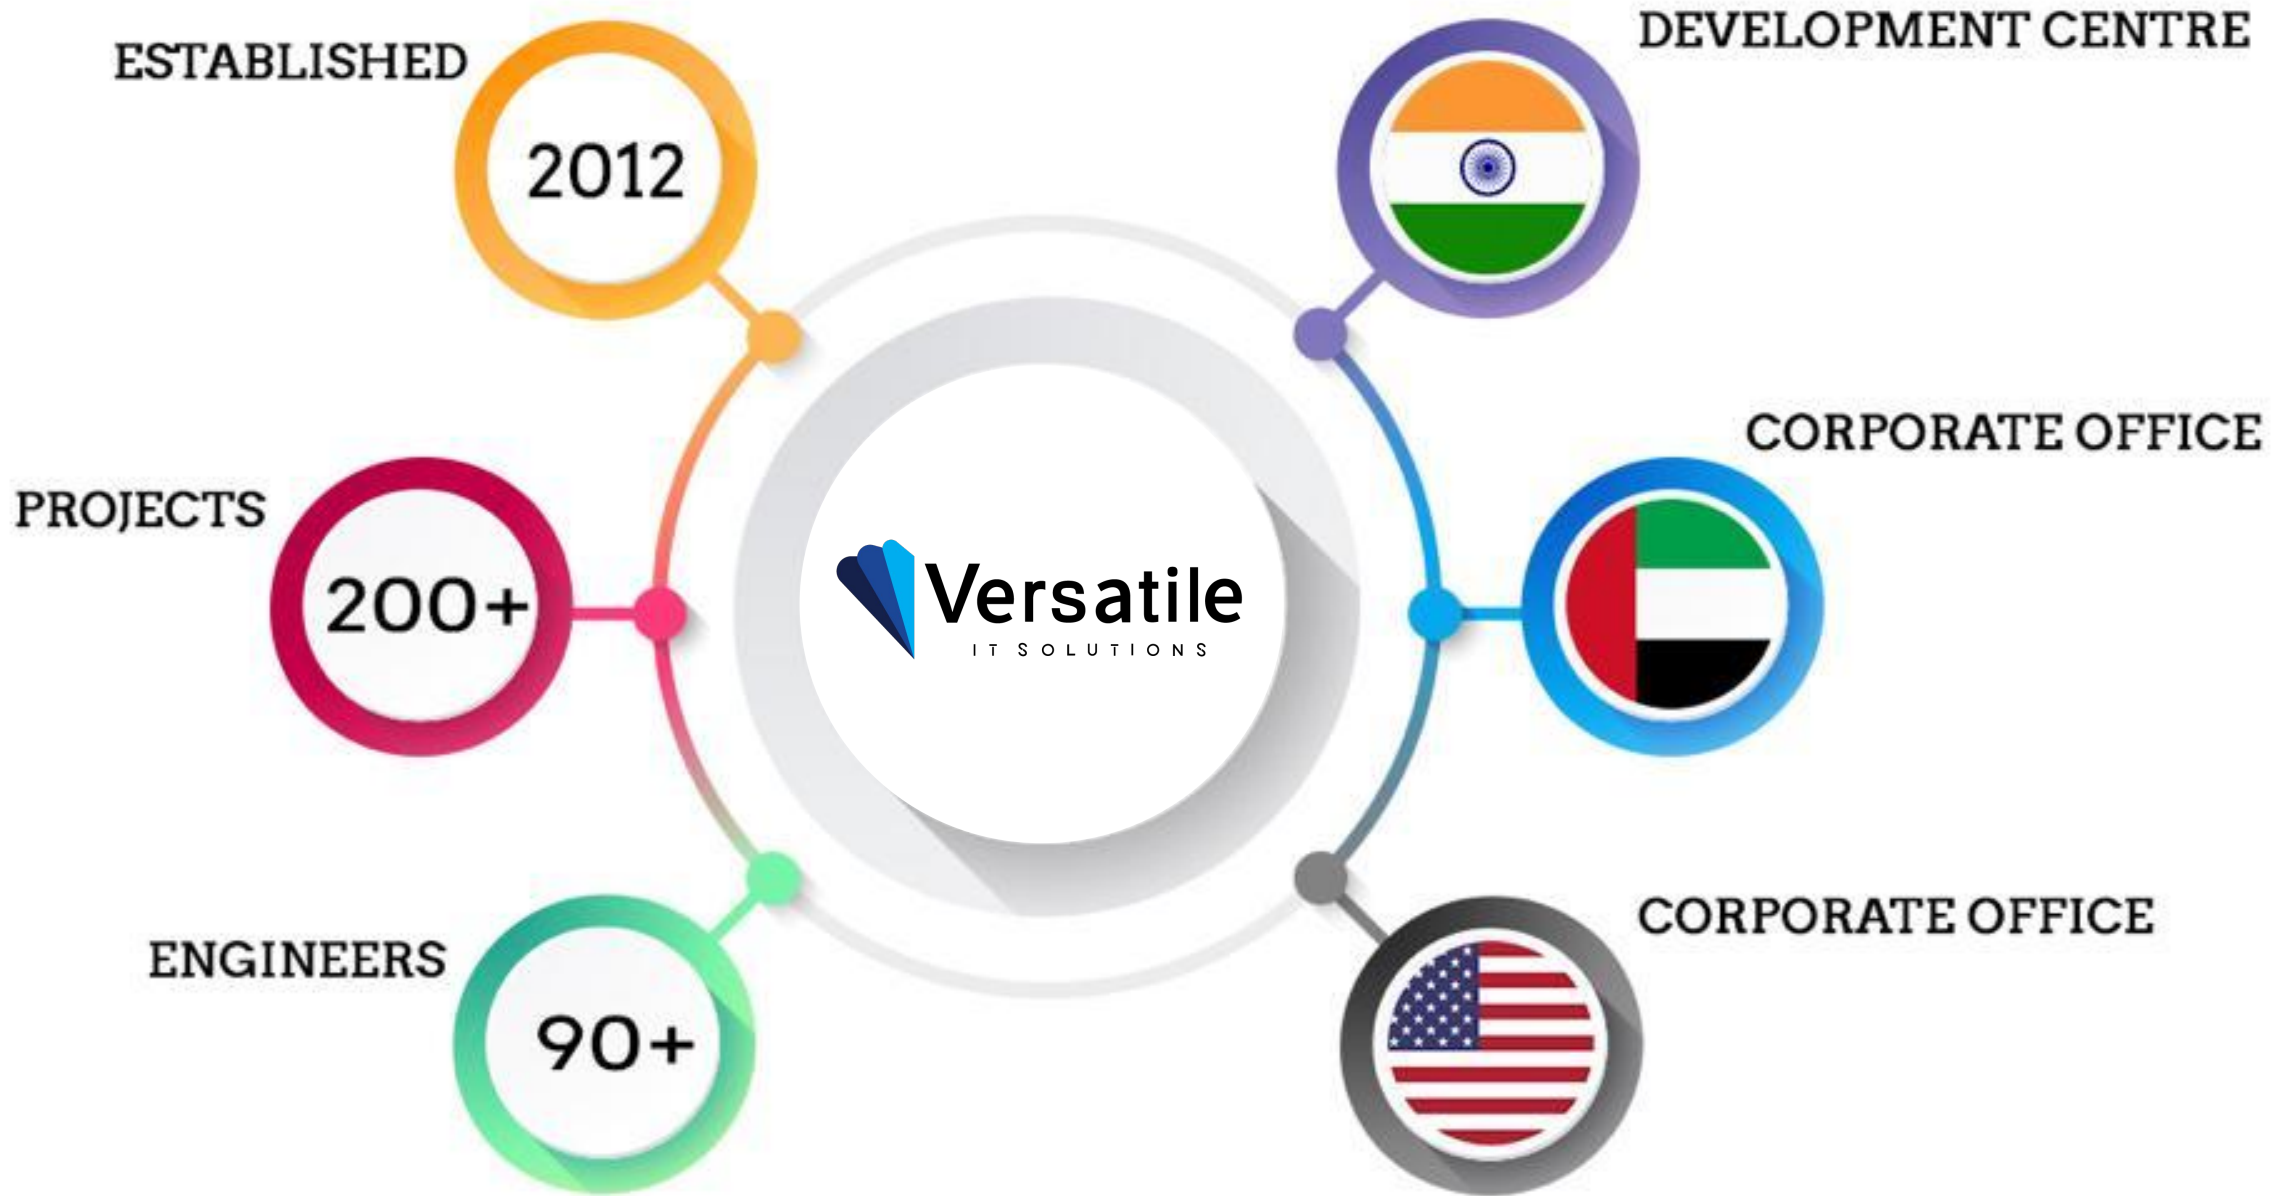 ESTABLISHED
2012
PROJECTS
200+
ENGINEERS
90+
Versatile
IT SOLUTIONS
DEVELOPMENT CENTRE
CORPORATE OFFICE
CORPORATE OFFICE